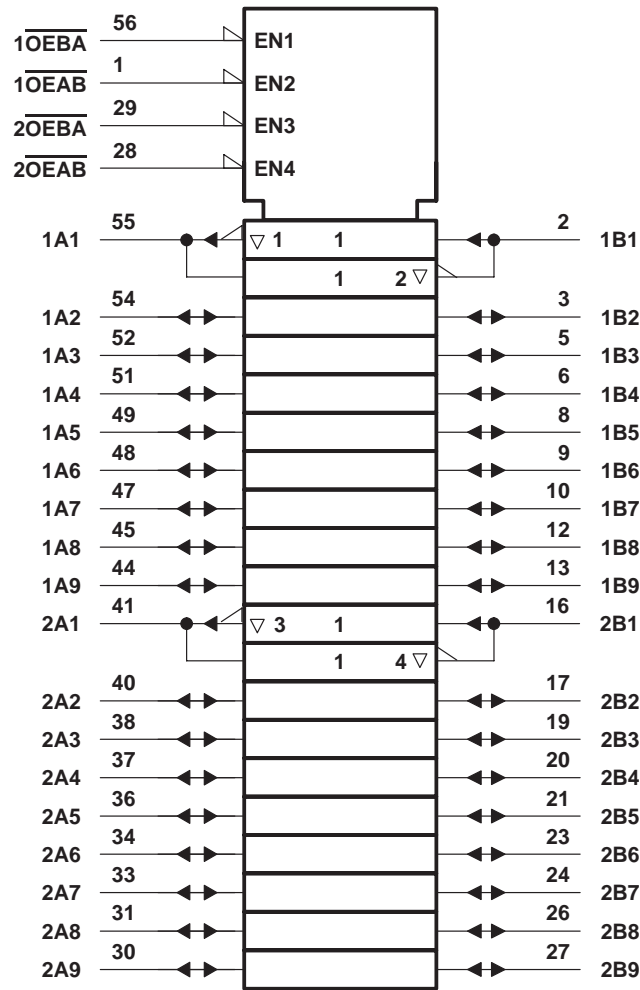 1OEBA 56 EN1
1OEAB 1 EN2
2OEBA 29 EN3
2OEAB 28 EN4
1A1 55 ▽ 1 1 2 1B1
1 2 ▽
1A2 54 3 1B2
1A3 52 5 1B3
1A4 51 6 1B4
1A5 49 8 1B5
1A6 48 9 1B6
1A7 47 10 1B7
1A8 45 12 1B8
1A9 44 13 1B9
2A1 41 ▽ 3 1 16 2B1
1 4 ▽
2A2 40 17 2B2
2A3 38 19 2B3
2A4 37 20 2B4
2A5 36 21 2B5
2A6 34 23 2B6
2A7 33 24 2B7
2A8 31 26 2B8
2A9 30 27 2B9